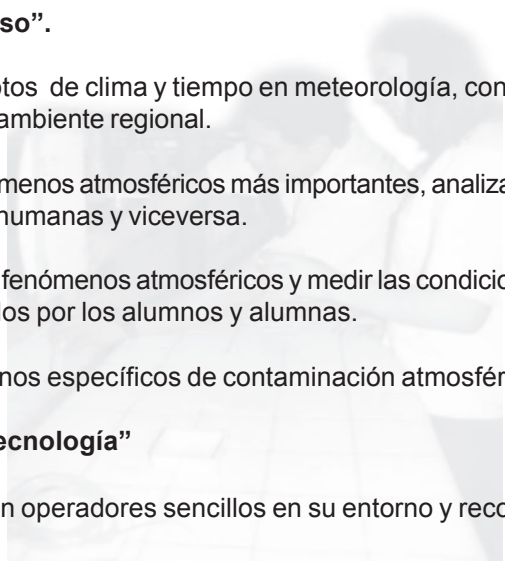 so”.
tos de clima y tiempo en meteorología, con
ambiente regional.
menos atmosféricos más importantes, analiza
humanas y viceversa.
fenómenos atmosféricos y medir las condicio
los por los alumnos y alumnas.
nos específicos de contaminación atmosfér
ecnología”
n operadores sencillos en su entorno y reco